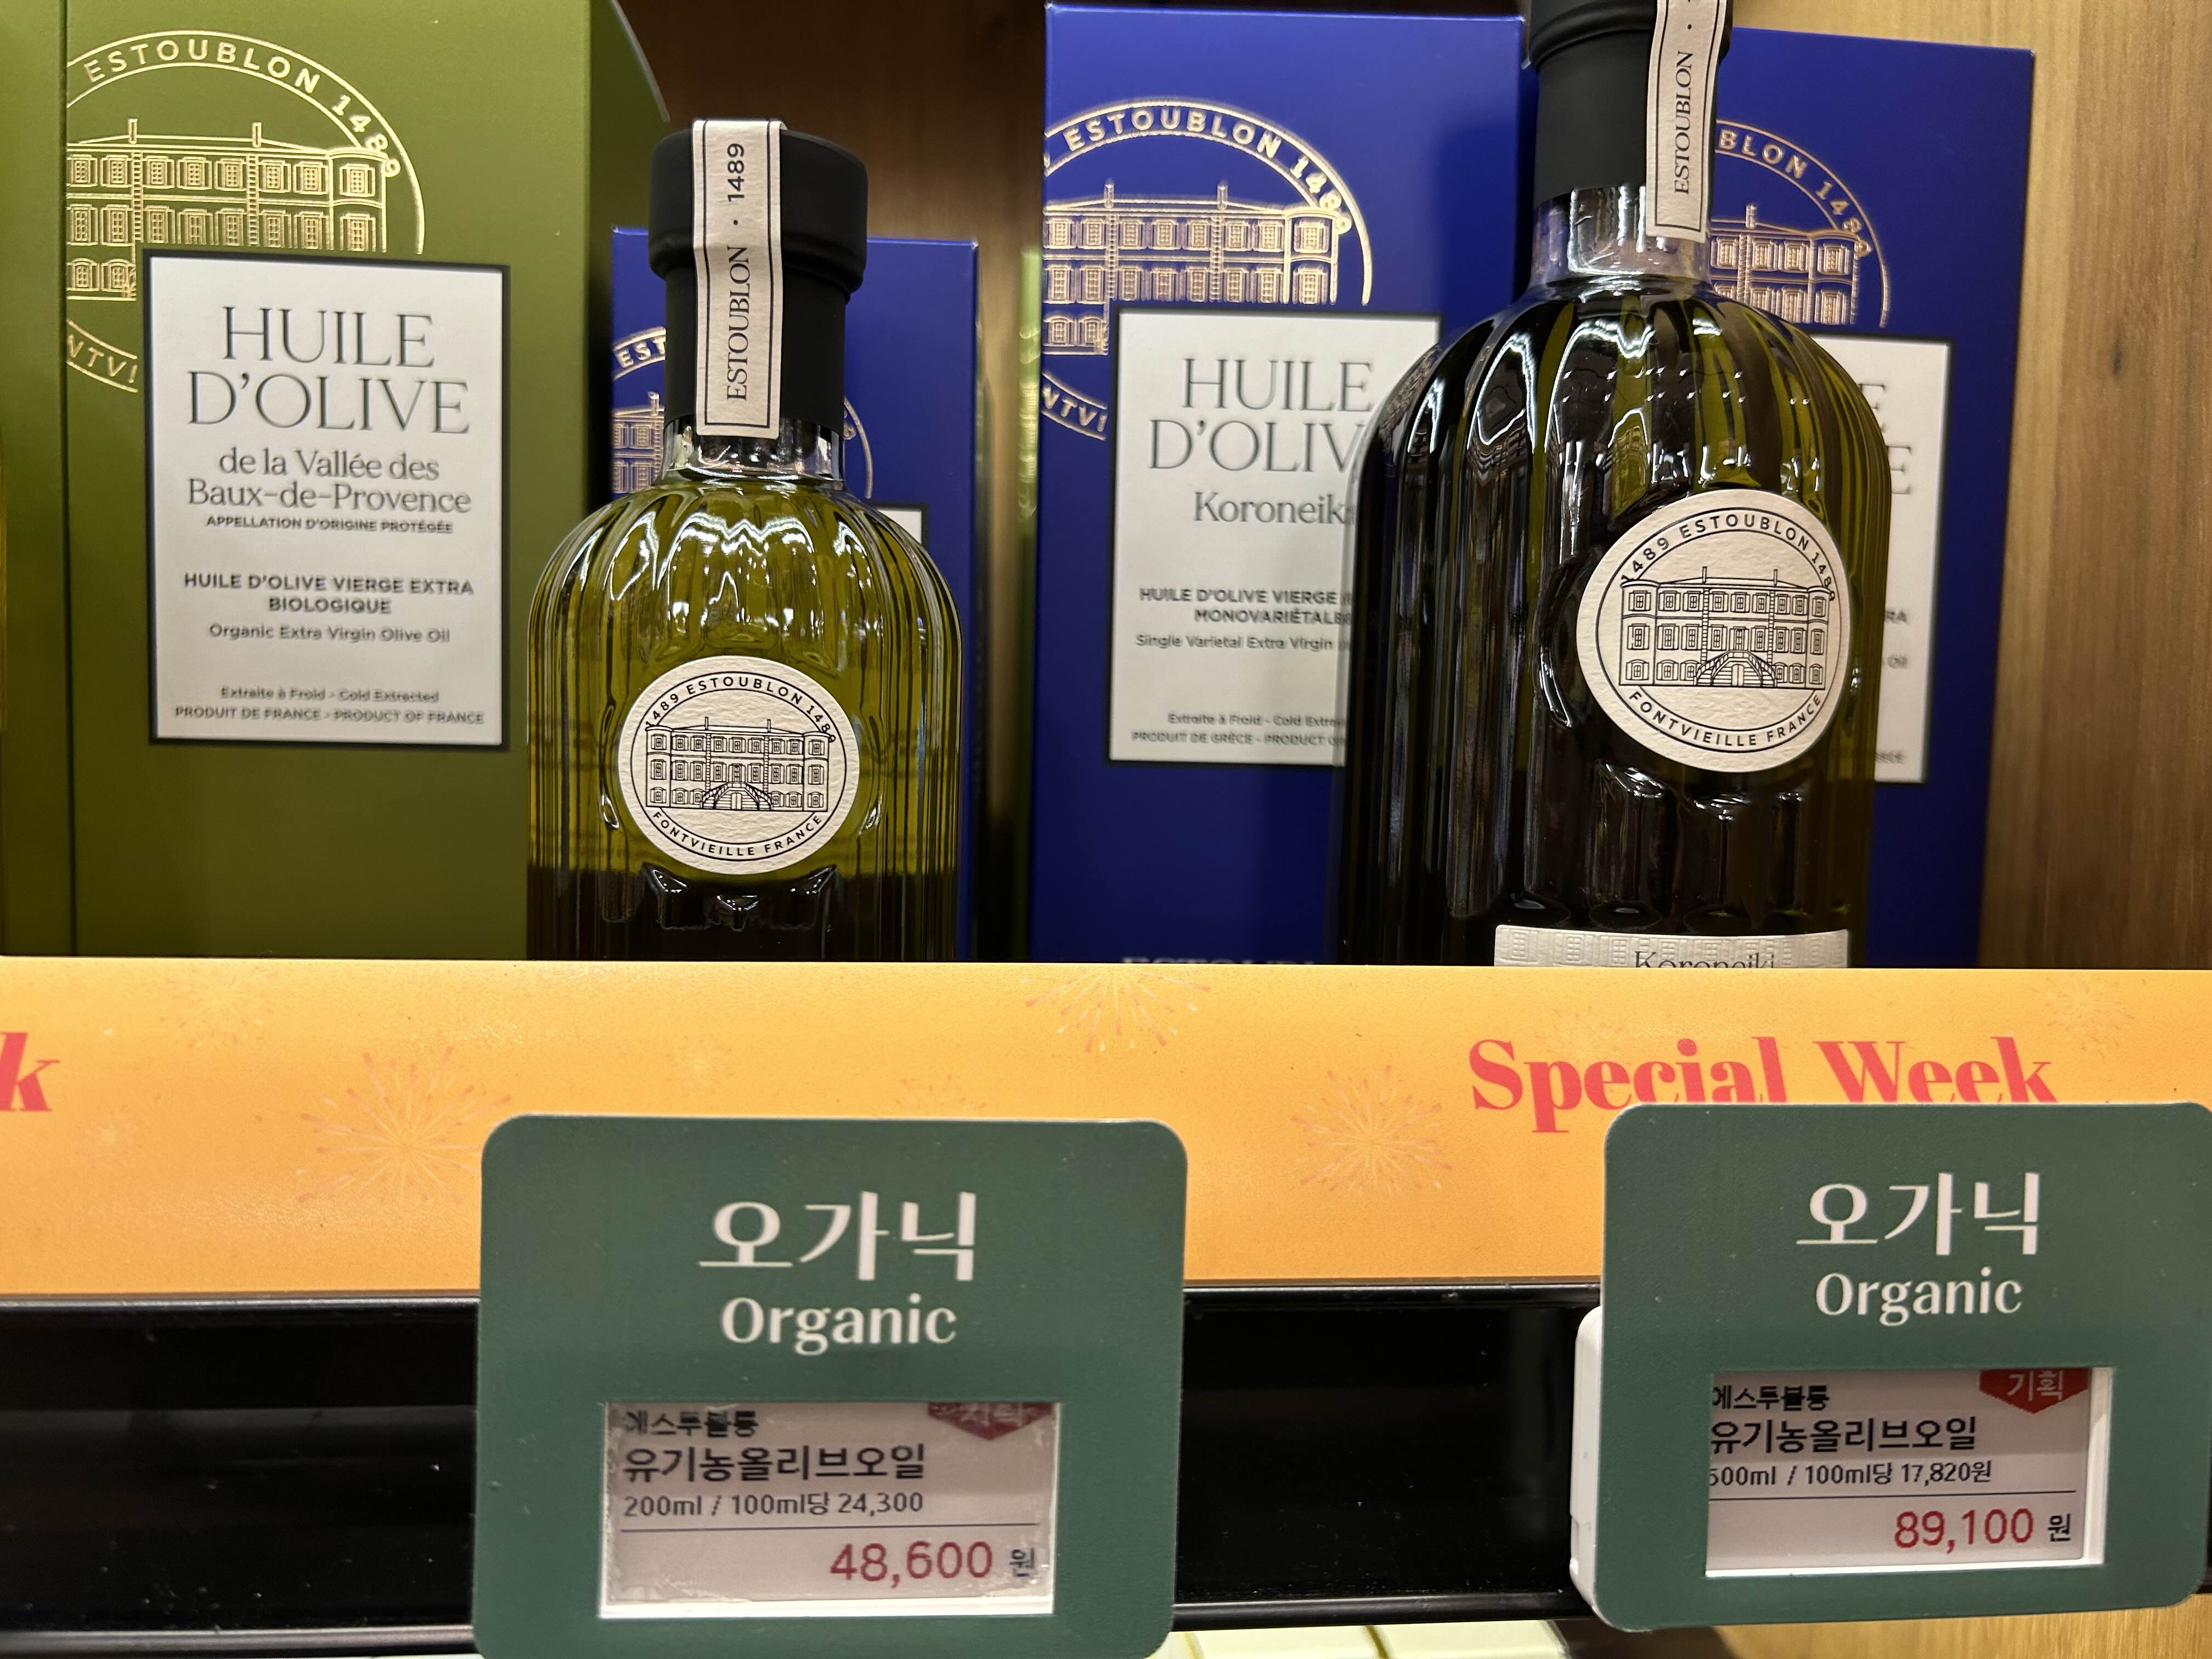 ESTOUBLON 1489
HUILE
D'OLIVE
de la Vallée des
Baux-de-Provence
APPELLATION D'ORIGINE PROTÉGÉE
HUILE D'OLIVE VIERGE EXTRA
BIOLOGIQUE
Organic Extra Virgin Olive Oil
Extraite à Froid - Cold Extracted
PRODUIT DE FRANCE - PRODUCT OF FRANCE
ESTOUBLON · 1489
1489 ESTOUBLON 1489
FONTVIEILLE FRANCE
ESTOUBLON 1489
HUILE
D'OLIV
Koroneik
HUILE D'OLIVE VIERGE
MONOVARIÉTALE
Single Varietal Extra Virgin
Extraite à Froid - Cold
PRODUIT DE GRÈCE - PRODUCT
ESTOUBLON ·
BLON 1489
1489 ESTOUBLON 1489
FONTVIEILLE FRANCE
Koroneiki
k
Special Week
오가닉
Organic
에스투블롱
유기농올리브오일
200ml / 100ml당 24,300
48,600 원
오가닉
Organic
기획
에스투블롱
유기농올리브오일
500ml / 100ml당 17,820원
89,100 원